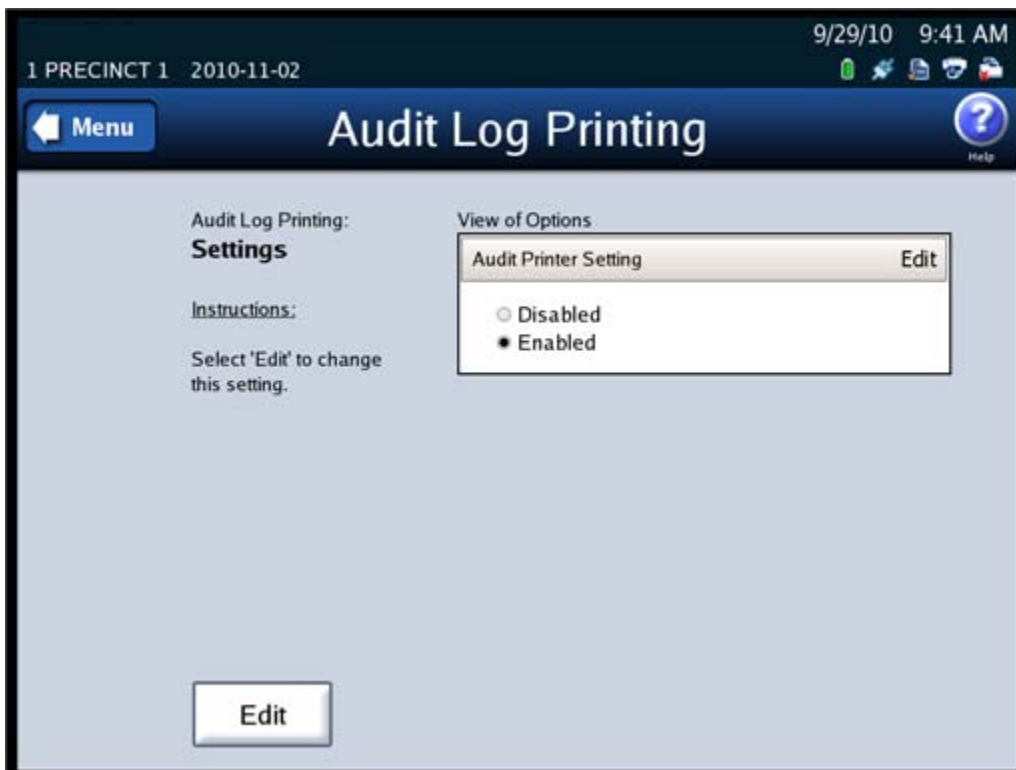 9/29/10 9:41 AM
1 PRECINCT 1 2010-11-02
Menu
Audit Log Printing
Help
Audit Log Printing:
Settings
Instructions:
Select 'Edit' to change
this setting.
View of Options
Audit Printer Setting Edit
Disabled
Enabled
Edit